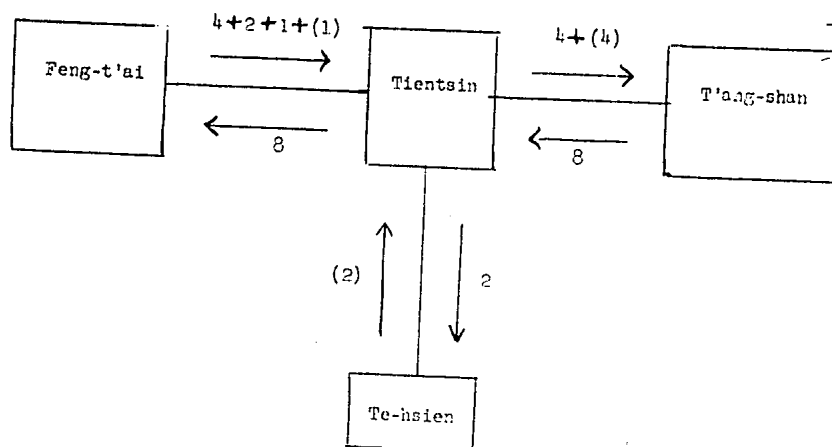 4+2+1+(1)
4+(4)
Feng-t'ai
Tientsin
T'ang-shan
8
8
(2)
2
Te-hsien